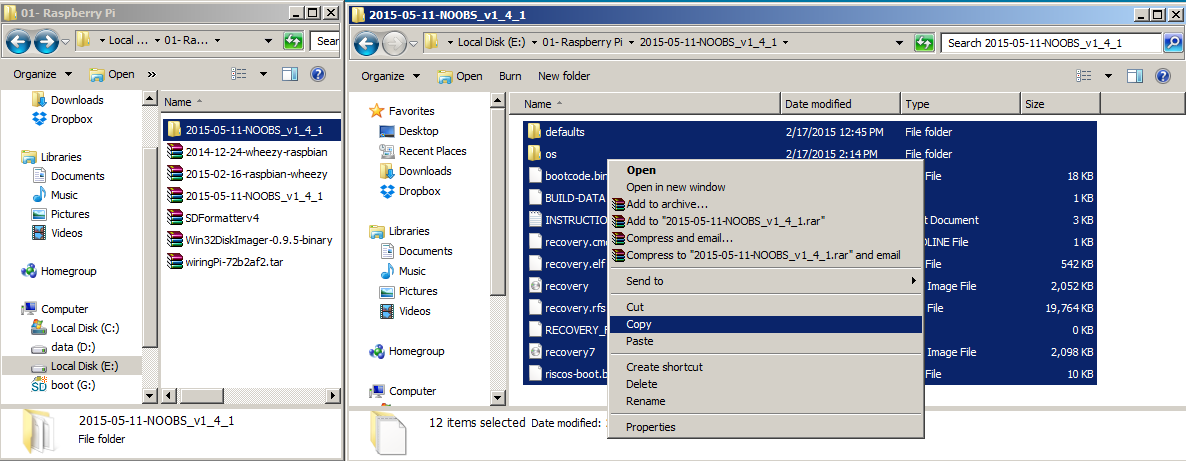 01- Raspberry Pi
Local ... 01- Ra...
Sear
Organize Open »
Downloads
Dropbox
Libraries
Documents
Music
Pictures
Videos
Homegroup
Computer
Local Disk (C:)
data (D:)
Local Disk (E:)
boot (G:)
Name
2015-05-11-NOOBS_v1_4_1
2014-12-24-wheezy-raspbian
2015-02-16-raspbian-wheezy
2015-05-11-NOOBS_v1_4_1
SDFormatterv4
Win32DiskImager-0.9.5-binary
wiringPi-72b2af2.tar
2015-05-11-NOOBS_v1_4_1
File folder
2015-05-11-NOOBS_v1_4_1
Local Disk (E:) 01- Raspberry Pi 2015-05-11-NOOBS_v1_4_1
Search 2015-05-11-NOOBS_v1_4_1
Organize Open Burn New folder
Favorites
Desktop
Recent Places
Downloads
Dropbox
Libraries
Documents
Music
Pictures
Videos
Homegroup
Computer
Name Date modified Type Size
defaults 2/17/2015 12:45 PM File folder
os 2/17/2015 2:14 PM File folder
bootcode.bin File 18 KB
BUILD-DATA File 1 KB
INSTRUCTIO t Document 3 KB
recovery.cm DLINE File 1 KB
recovery.elf File 542 KB
recovery Image File 2,052 KB
recovery.rfs File 19,764 KB
RECOVERY_F File 0 KB
recovery7 Image File 2,098 KB
riscos-boot.b File 10 KB
Open
Open in new window
Add to archive...
Add to "2015-05-11-NOOBS_v1_4_1.rar"
Compress and email...
Compress to "2015-05-11-NOOBS_v1_4_1.rar" and email
Send to
Cut
Copy
Paste
Create shortcut
Delete
Rename
Properties
12 items selected Date modified: